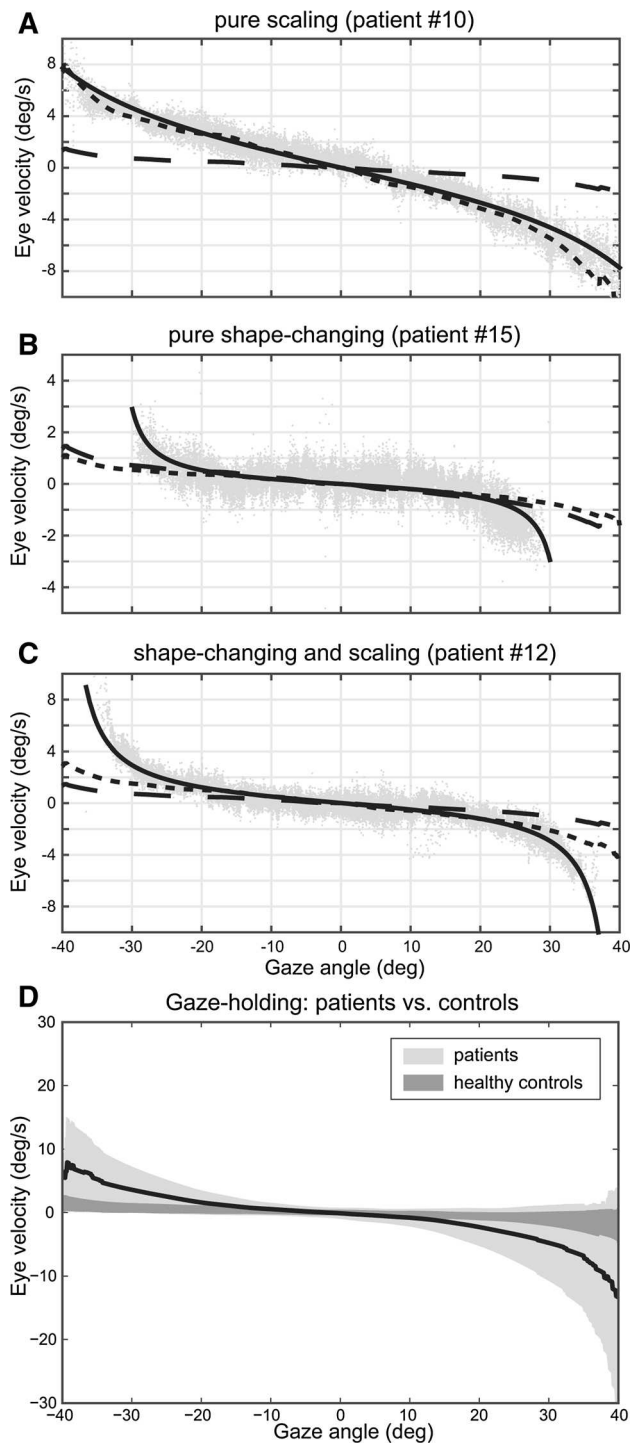 A
pure scaling (patient #10)
Eye velocity (deg/s)
8
4
0
-4
-8
B
pure shape-changing (patient #15)
Eye velocity (deg/s)
4
2
0
-2
-4
C
shape-changing and scaling (patient #12)
Eye velocity (deg/s)
8
4
0
-4
-8
-40 -30 -20 -10 0 10 20 30 40
Gaze angle (deg)
D
Gaze-holding: patients vs. controls
patients
healthy controls
Eye velocity (deg/s)
30
20
10
0
−10
−20
−30
−40 −30 −20 −10 0 10 20 30 40
Gaze angle (deg)